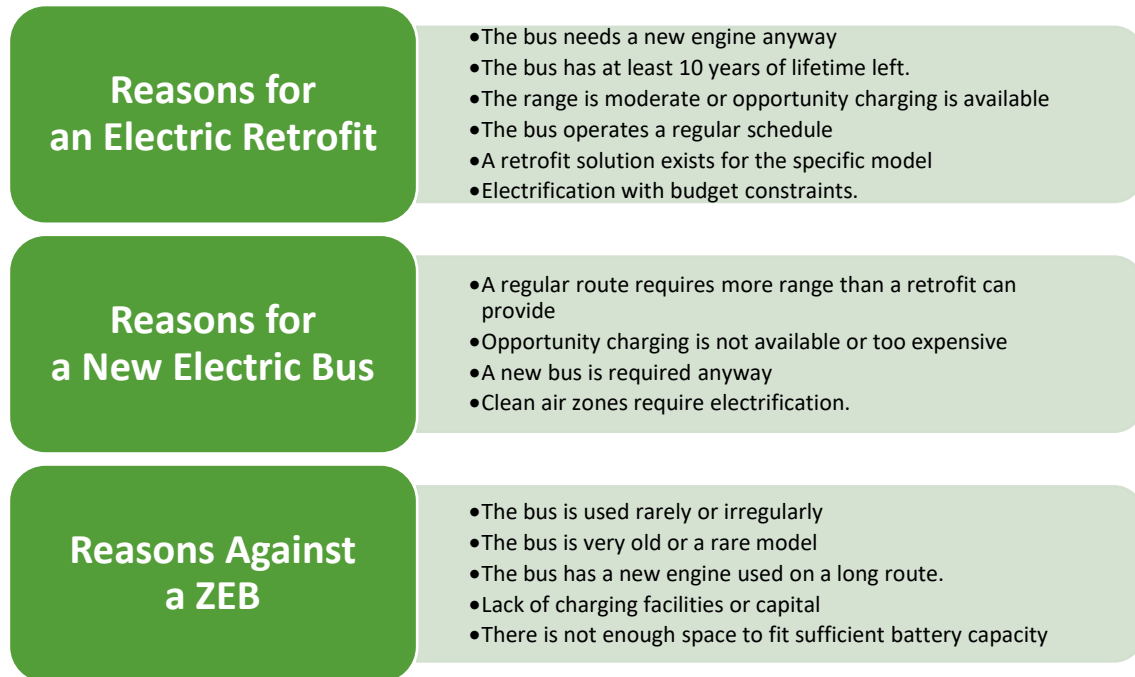 Reasons for
an Electric Retrofit
•The bus needs a new engine anyway
•The bus has at least 10 years of lifetime left.
•The range is moderate or opportunity charging is available
•The bus operates a regular schedule
•A retrofit solution exists for the specific model
•Electrification with budget constraints.
Reasons for
a New Electric Bus
•A regular route requires more range than a retrofit can
provide
•Opportunity charging is not available or too expensive
•A new bus is required anyway
•Clean air zones require electrification.
Reasons Against
a ZEB
•The bus is used rarely or irregularly
•The bus is very old or a rare model
•The bus has a new engine used on a long route.
•Lack of charging facilities or capital
•There is not enough space to fit sufficient battery capacity